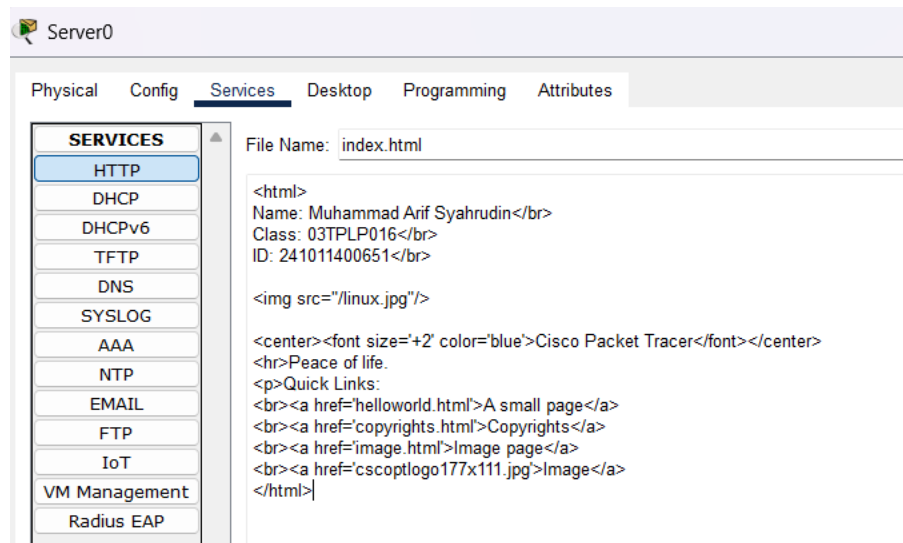 Server0
Physical Config Services Desktop Programming Attributes
SERVICES
HTTP
DHCP
DHCPv6
TFTP
DNS
SYSLOG
AAA
NTP
EMAIL
FTP
IoT
VM Management
Radius EAP
File Name: index.html
<html>
Name: Muhammad Arif Syahrudin</br>
Class: 03TPLP016</br>
ID: 241011400651</br>
<img src="/linux.jpg"/>
<center><font size='+2' color='blue'>Cisco Packet Tracer</font></center>
<hr>Peace of life.
<p>Quick Links:
<br><a href='helloworld.html'>A small page</a>
<br><a href='copyrights.html'>Copyrights</a>
<br><a href='image.html'>Image page</a>
<br><a href='cscoptlogo177x111.jpg'>Image</a>
</html>